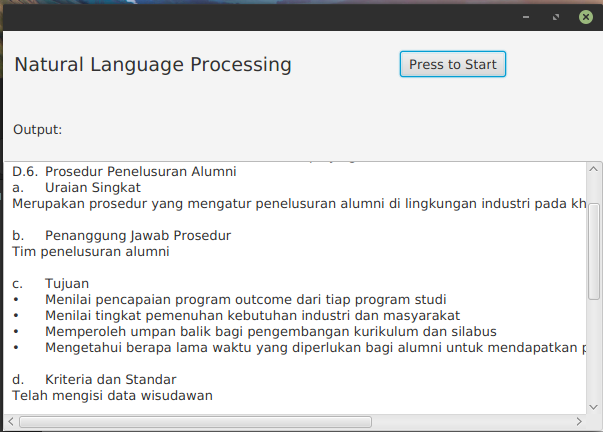 Natural Language Processing
Press to Start
Output:
D.6. Prosedur Penelusuran Alumni
a. Uraian Singkat
Merupakan prosedur yang mengatur penelusuran alumni di lingkungan industri pada kh
b. Penanggung Jawab Prosedur
Tim penelusuran alumni
c. Tujuan
• Menilai pencapaian program outcome dari tiap program studi
• Menilai tingkat pemenuhan kebutuhan industri dan masyarakat
• Memperoleh umpan balik bagi pengembangan kurikulum dan silabus
• Mengetahui berapa lama waktu yang diperlukan bagi alumni untuk mendapatkan p
d. Kriteria dan Standar
Telah mengisi data wisudawan